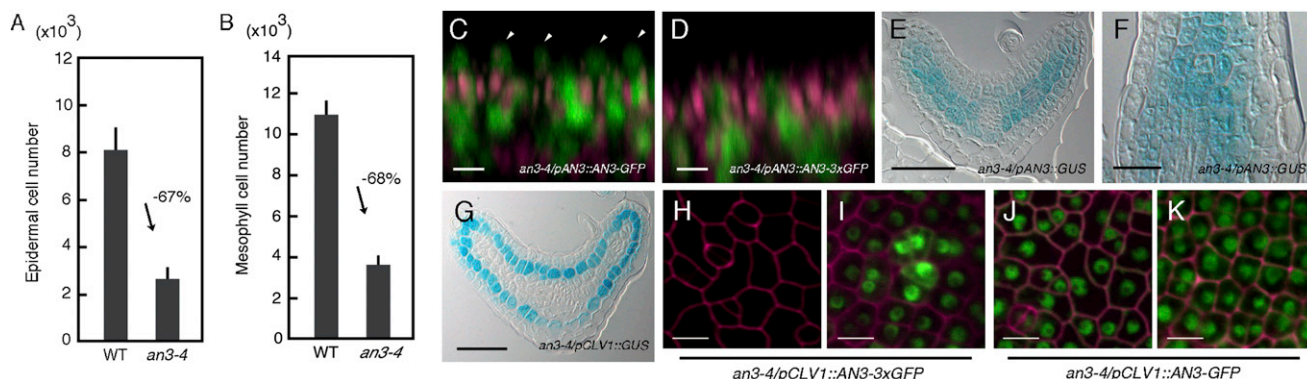 A (x10³)
Epidermal cell number
12
10
8
6
4
2
0
-67%
WT an3-4
B (x10³)
Mesophyll cell number
14
12
10
8
6
4
2
0
-68%
WT an3-4
C
an3-4/pAN3::AN3-GFP
D
an3-4/pAN3::AN3-3xGFP
E
an3-4/pAN3::GUS
F
an3-4/pAN3::GUS
G
an3-4/pCLV1::GUS
H
I
an3-4/pCLV1::AN3-3xGFP
J
K
an3-4/pCLV1::AN3-GFP